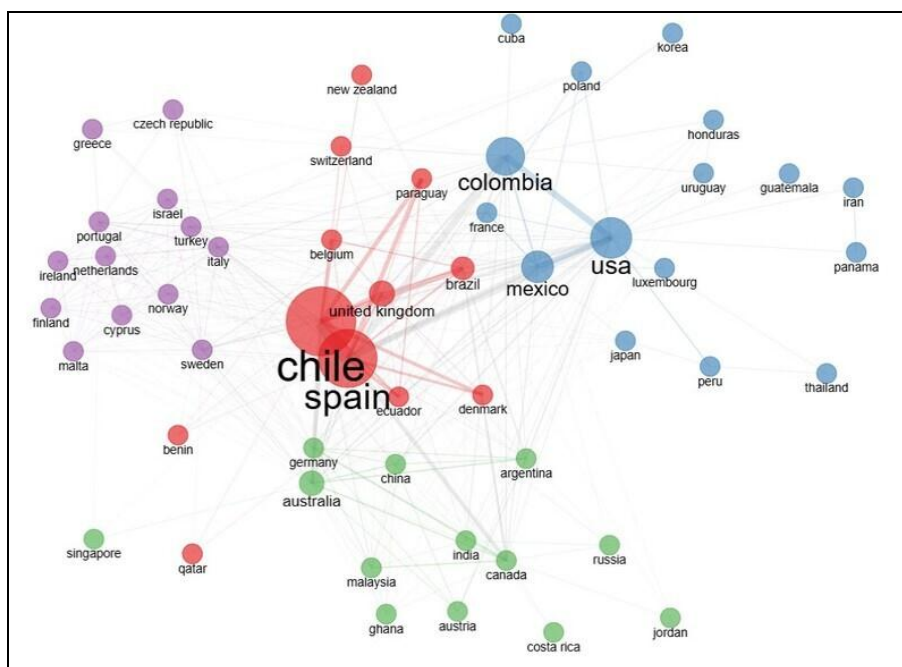 cuba
korea
poland
new zealand
czech republic
greece
honduras
switzerland
colombia
paraguay
uruguay
guatemala
iran
israel
portugal
turkey
france
italy
belgium
usa
panama
ireland
netherlands
brazil
mexico
luxembourg
norway
united kingdom
finland
cyprus
japan
malta
sweden
chile
peru
thailand
spain
ecuador
denmark
benin
germany
china
argentina
australia
singapore
qatar
india
canada
russia
malaysia
ghana
austria
costa rica
jordan